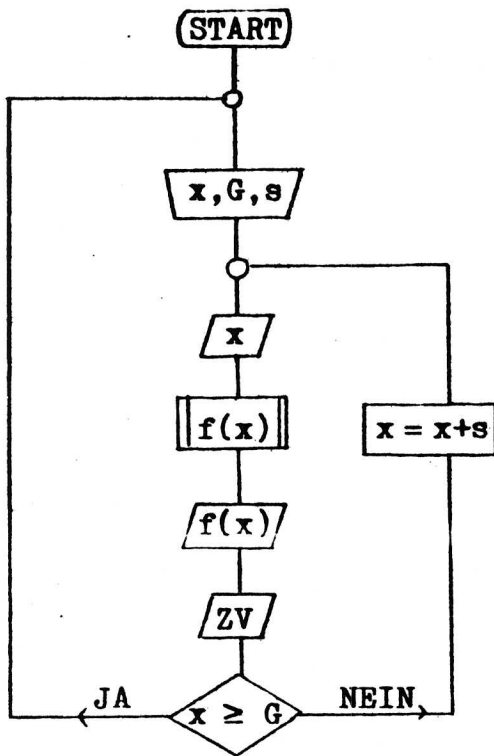 START
x,G,s
x
f(x)
x = x+s
f(x)
ZV
JA
x ≥ G
NEIN